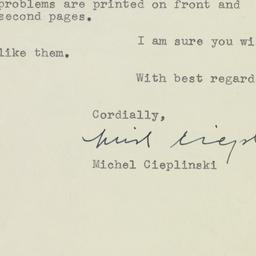 problems are printed on front and
second pages.
I am sure you wi
like them.
With best regard
Cordially,
Michel Cieplinski